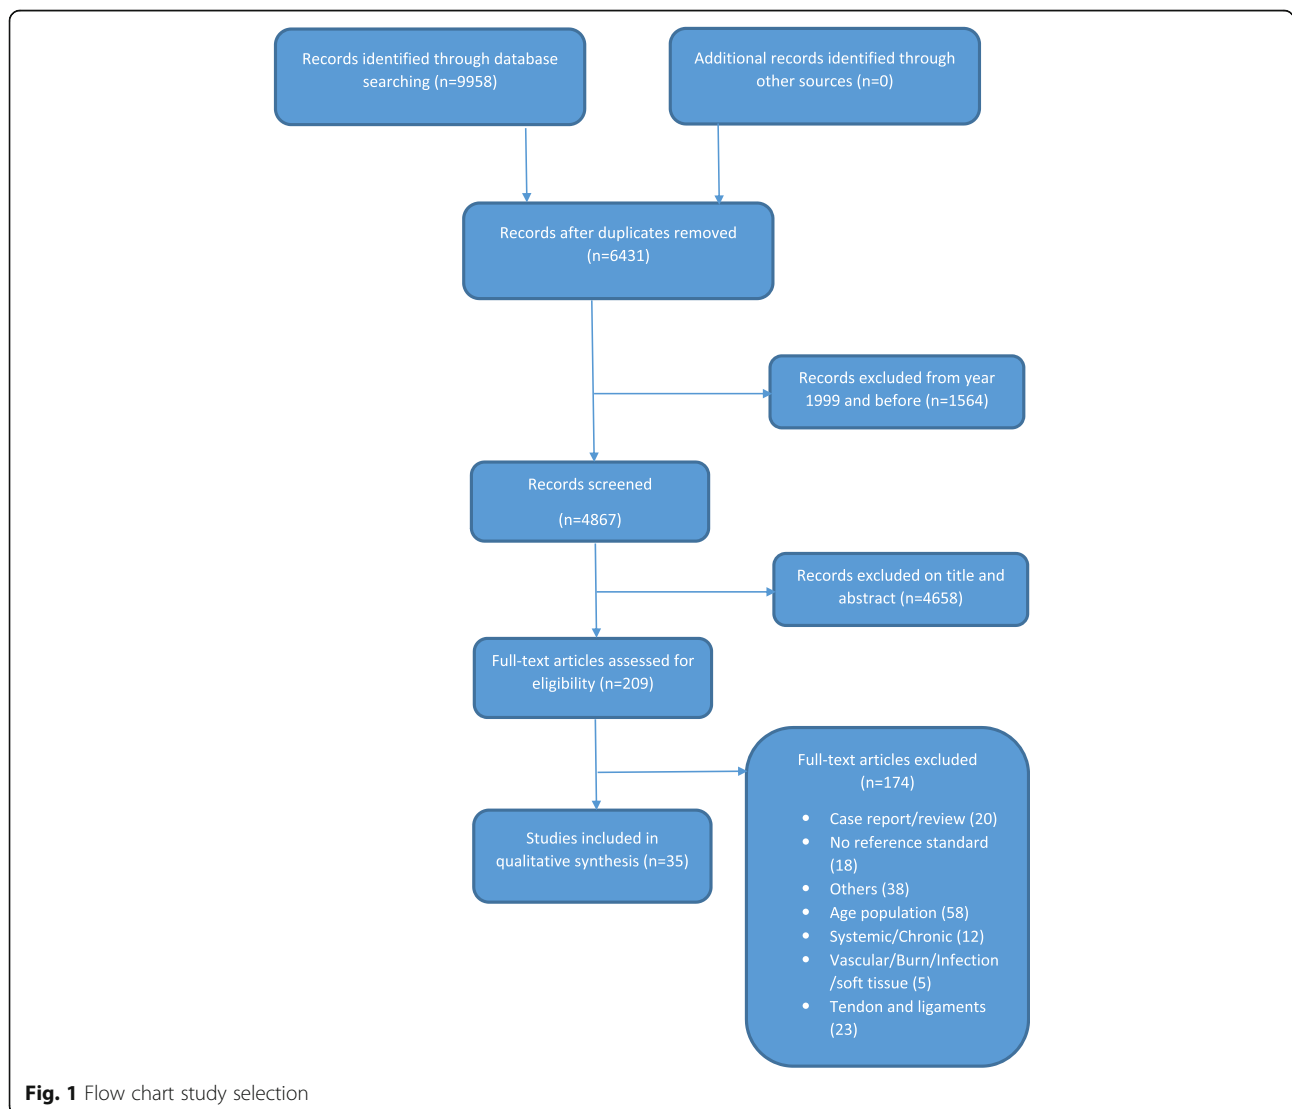 Records identified through database
searching (n=9958)
Additional records identified through
other sources (n=0)
Records after duplicates removed
(n=6431)
Records excluded from year
1999 and before (n=1564)
Records screened
(n=4867)
Records excluded on title and
abstract (n=4658)
Full-text articles assessed for
eligibility (n=209)
Full-text articles excluded
(n=174)
• Case report/review (20)
• No reference standard
(18)
• Others (38)
• Age population (58)
• Systemic/Chronic (12)
• Vascular/Burn/Infection
/soft tissue (5)
• Tendon and ligaments
(23)
Studies included in
qualitative synthesis (n=35)
Fig. 1 Flow chart study selection